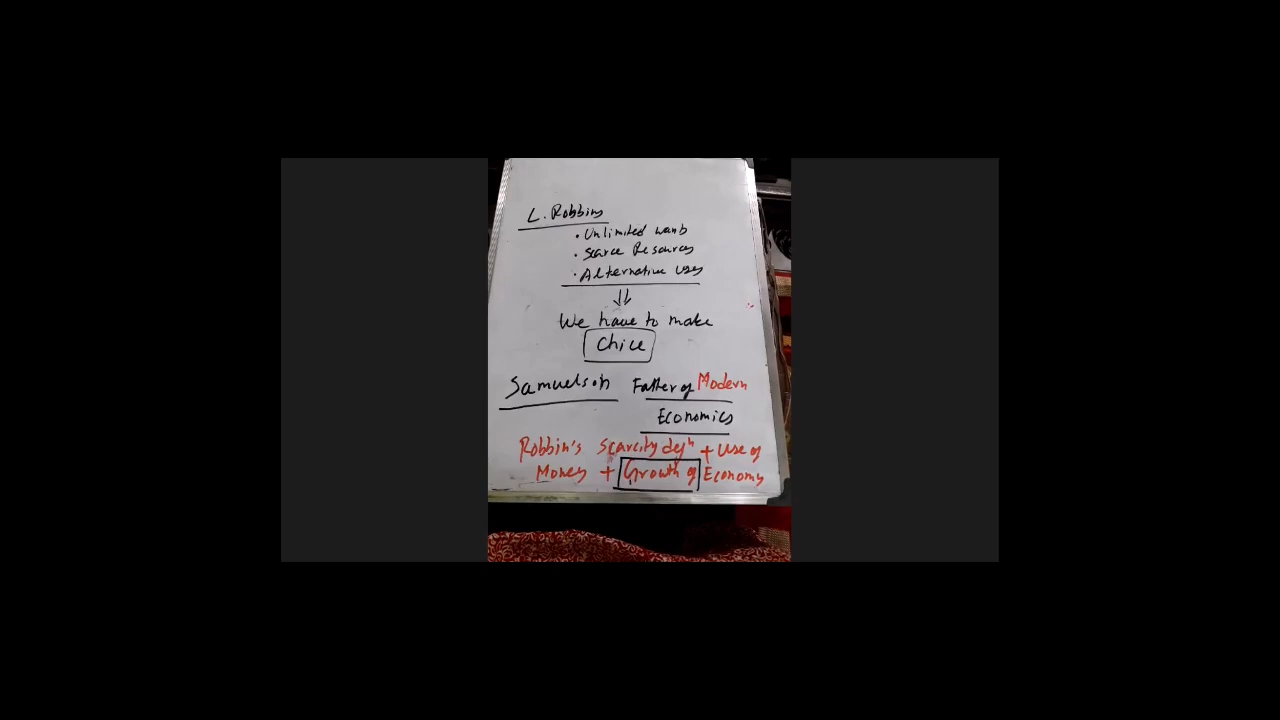 L. Robbins
• Unlimited wants
• Scarce Resources
• Alternative uses
We have to make
Chice
Samuelson Father of Modern
Economics
Robbin's scarcity defn + use of
Money + Growth of Economy